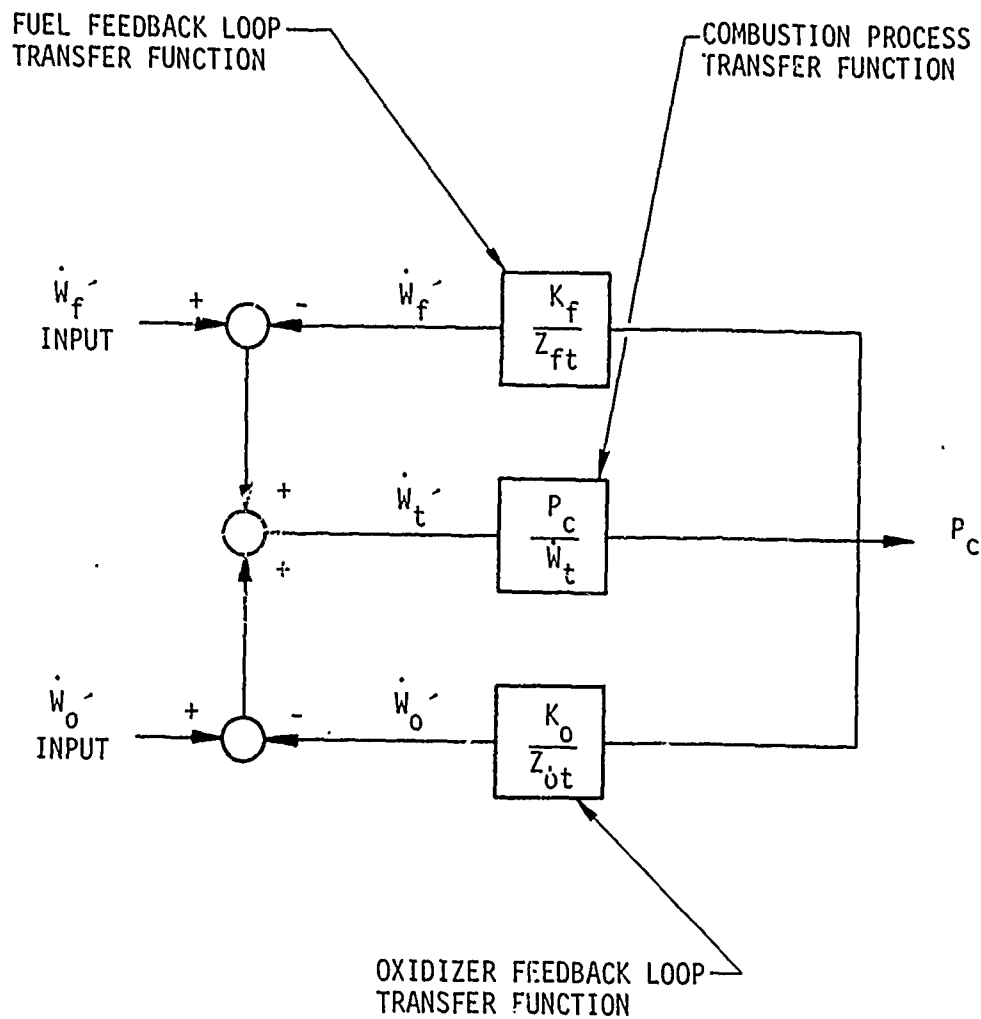 FUEL FEEDBACK LOOP
TRANSFER FUNCTION
COMBUSTION PROCESS
TRANSFER FUNCTION
Ẇf′
INPUT
+
-
Ẇf′
Kf
Zft
+
Ẇt′
Pc
Ẇt
Pc
+
Ẇo′
INPUT
+
-
Ẇo′
Ko
Zot
OXIDIZER FEEDBACK LOOP
TRANSFER FUNCTION